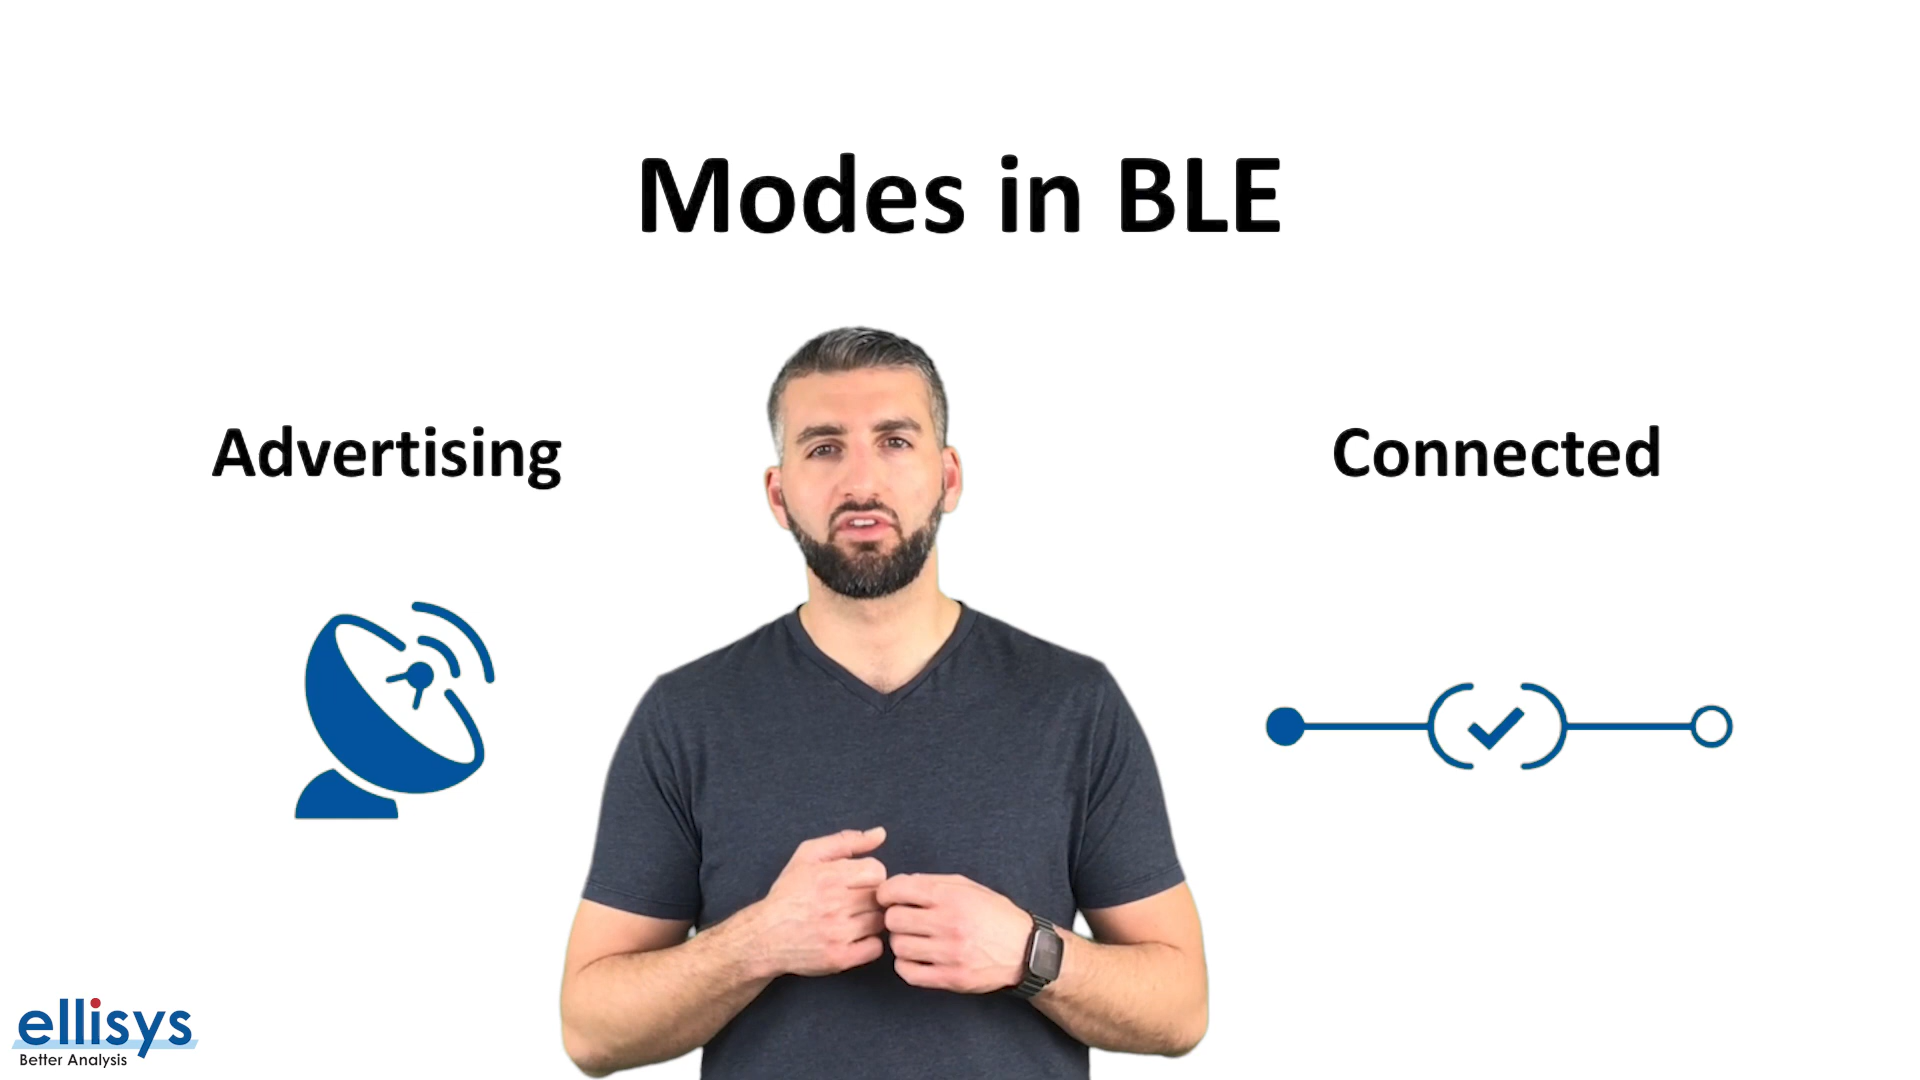 Modes in BLE
Advertising
Connected
ellisys
Better Analysis